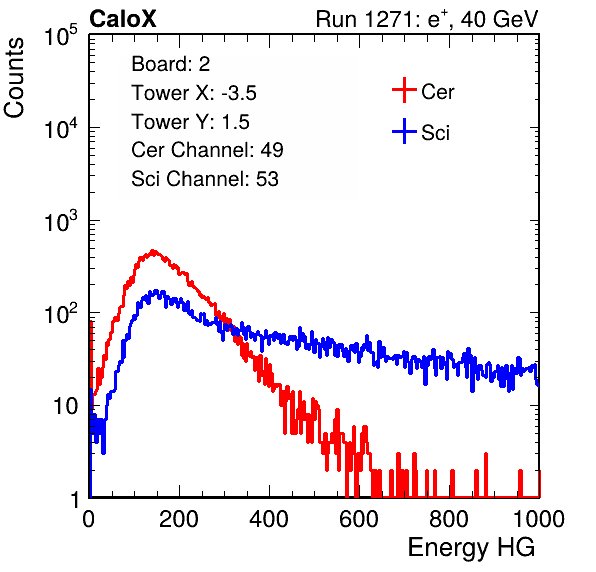 CaloX Run 1271: e⁺, 40 GeV
Counts
Board: 2
Tower X: -3.5
Tower Y: 1.5
Cer Channel: 49
Sci Channel: 53
Cer
Sci
10⁵
10⁴
10³
10²
10
1
0 200 400 600 800 1000
Energy HG